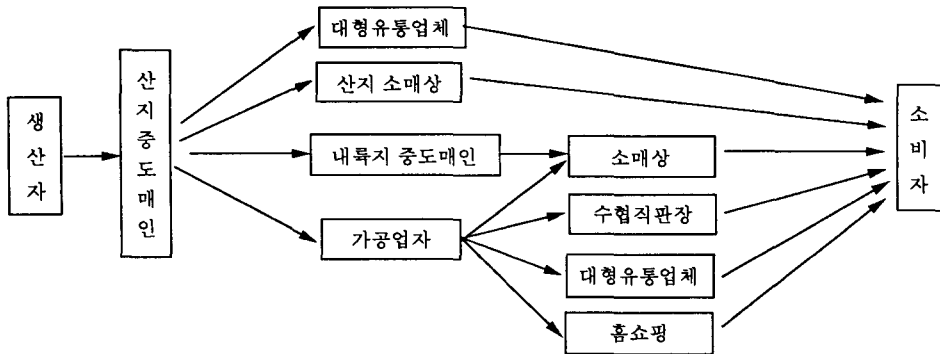 생산자
산지중도매인
대형유통업체
산지 소매상
내륙지 중도매인
가공업자
소매상
수협직판장
대형유통업체
홈쇼핑
소비자